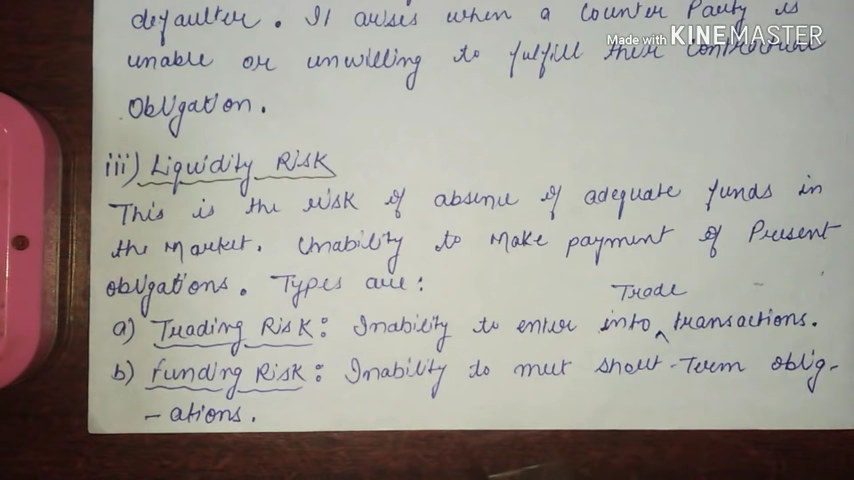 defaulter. It arises when a Counter Party is
Made with KINEMASTER
unable or unwilling to fulfill their contractual
Obligation.
iii) Liquidity Risk
This is the risk of absence of adequate funds in
the Market. Unability to Make payment of Present
obligations. Types are:
Trade
a) Trading Risk: Inability to enter into ^ transactions.
b) Funding Risk: Inability to meet short-Term oblig-
-ations.